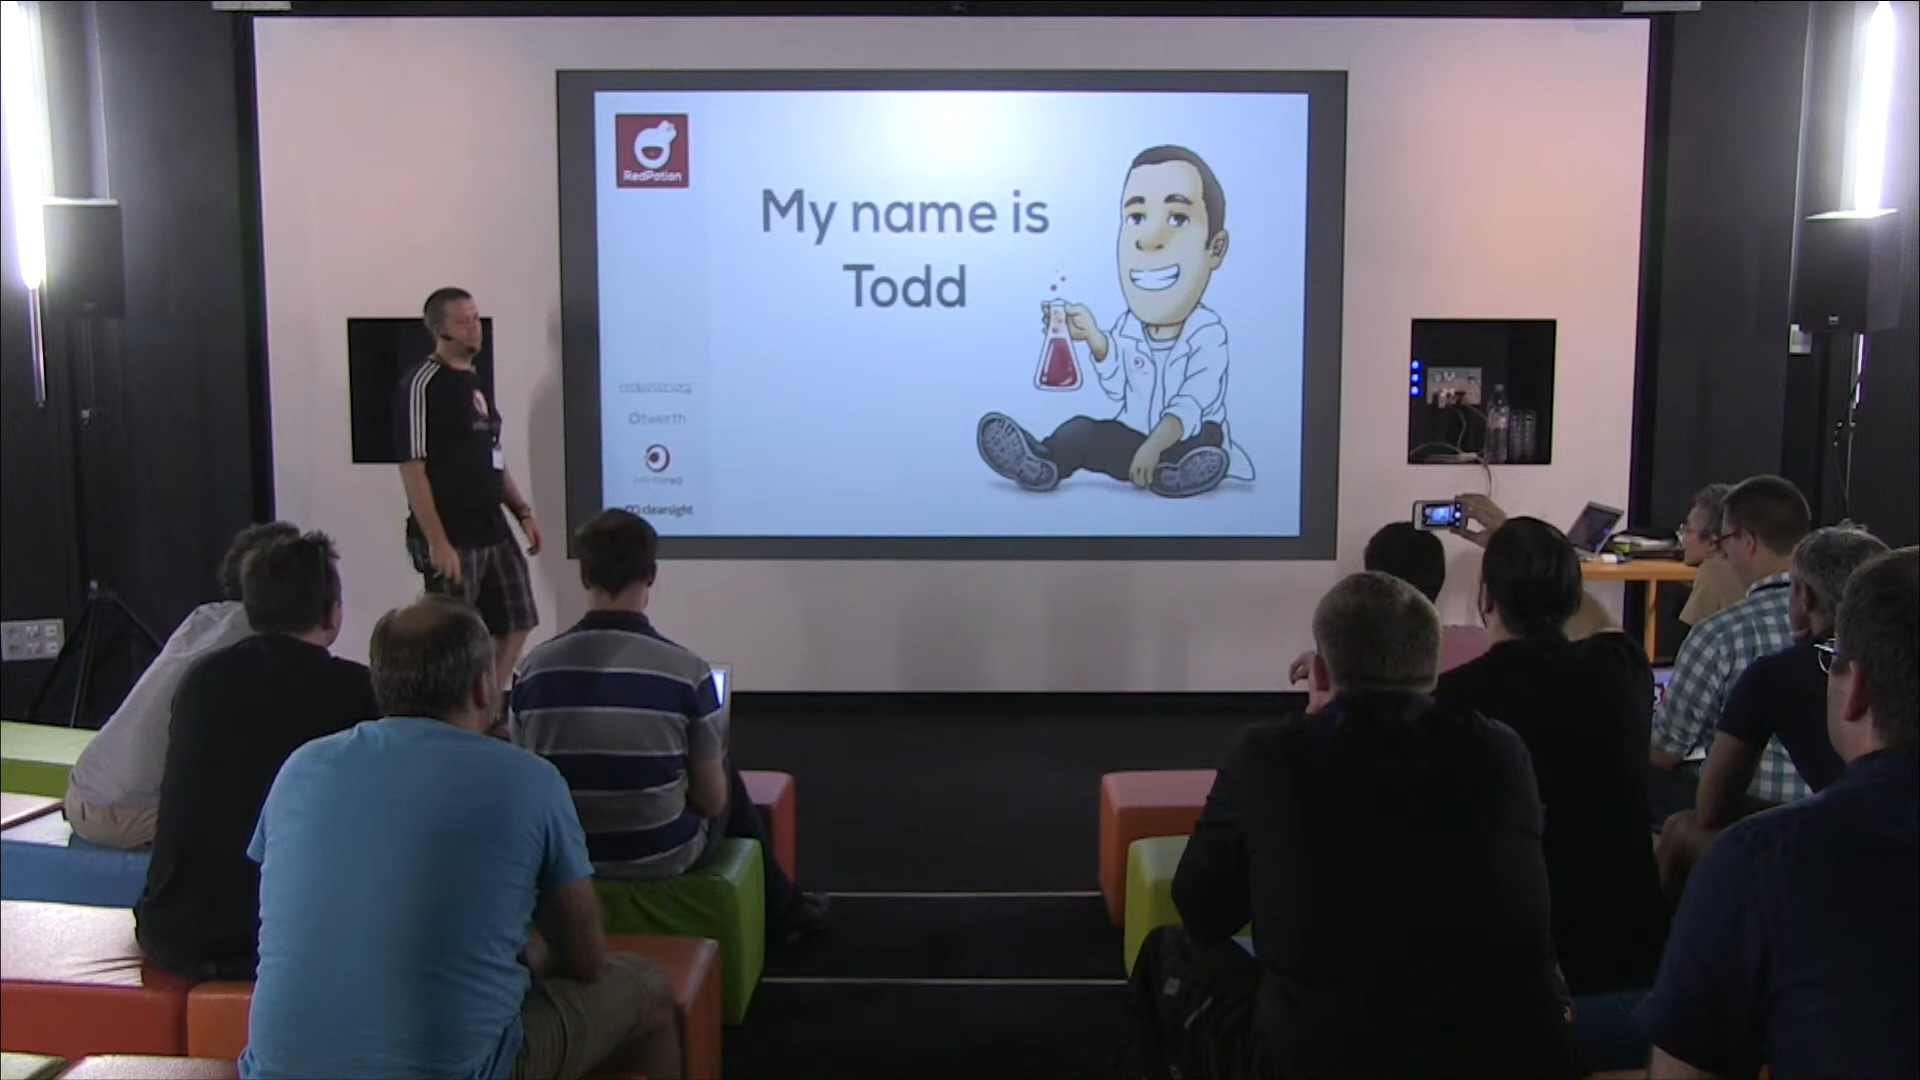 RedPotion
My name is
Todd
@twerth
infinitered
clearsight